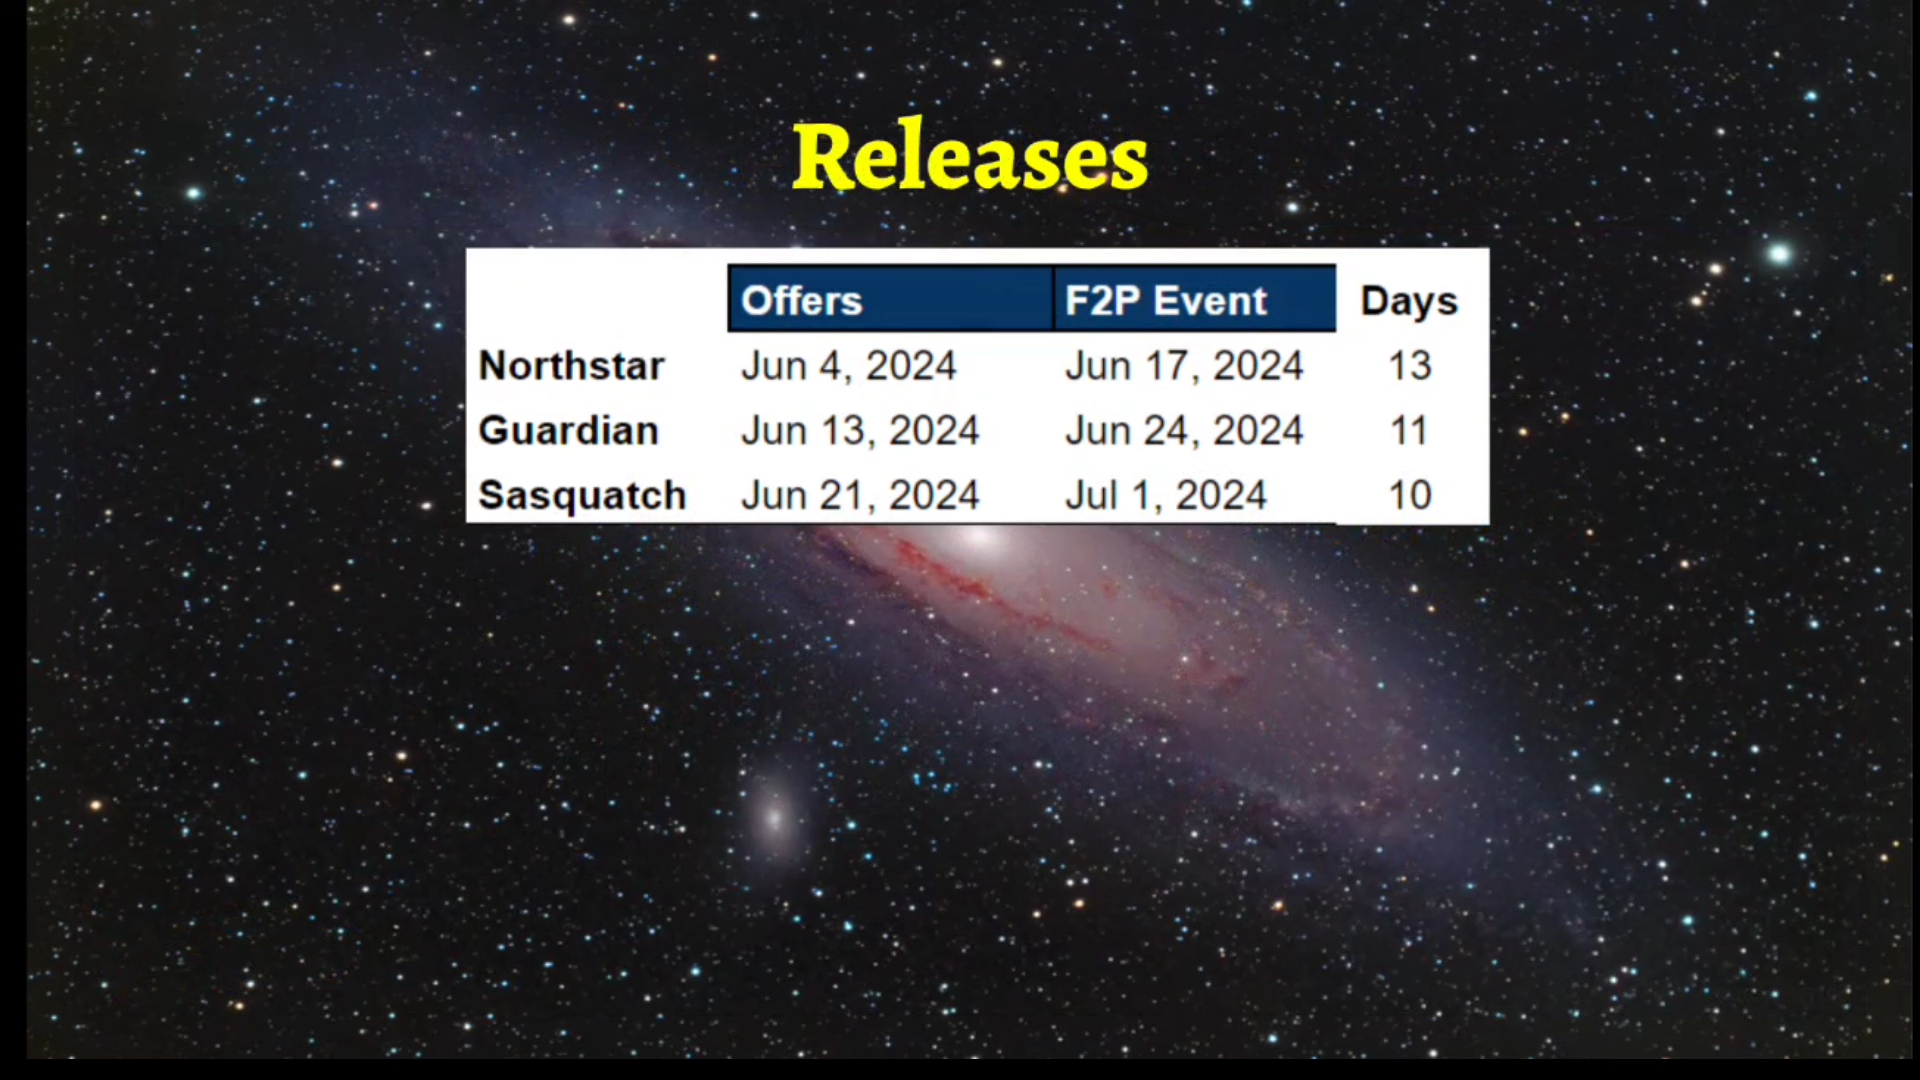 Releases
Offers F2P Event Days
Northstar Jun 4, 2024 Jun 17, 2024 13
Guardian Jun 13, 2024 Jun 24, 2024 11
Sasquatch Jun 21, 2024 Jul 1, 2024 10